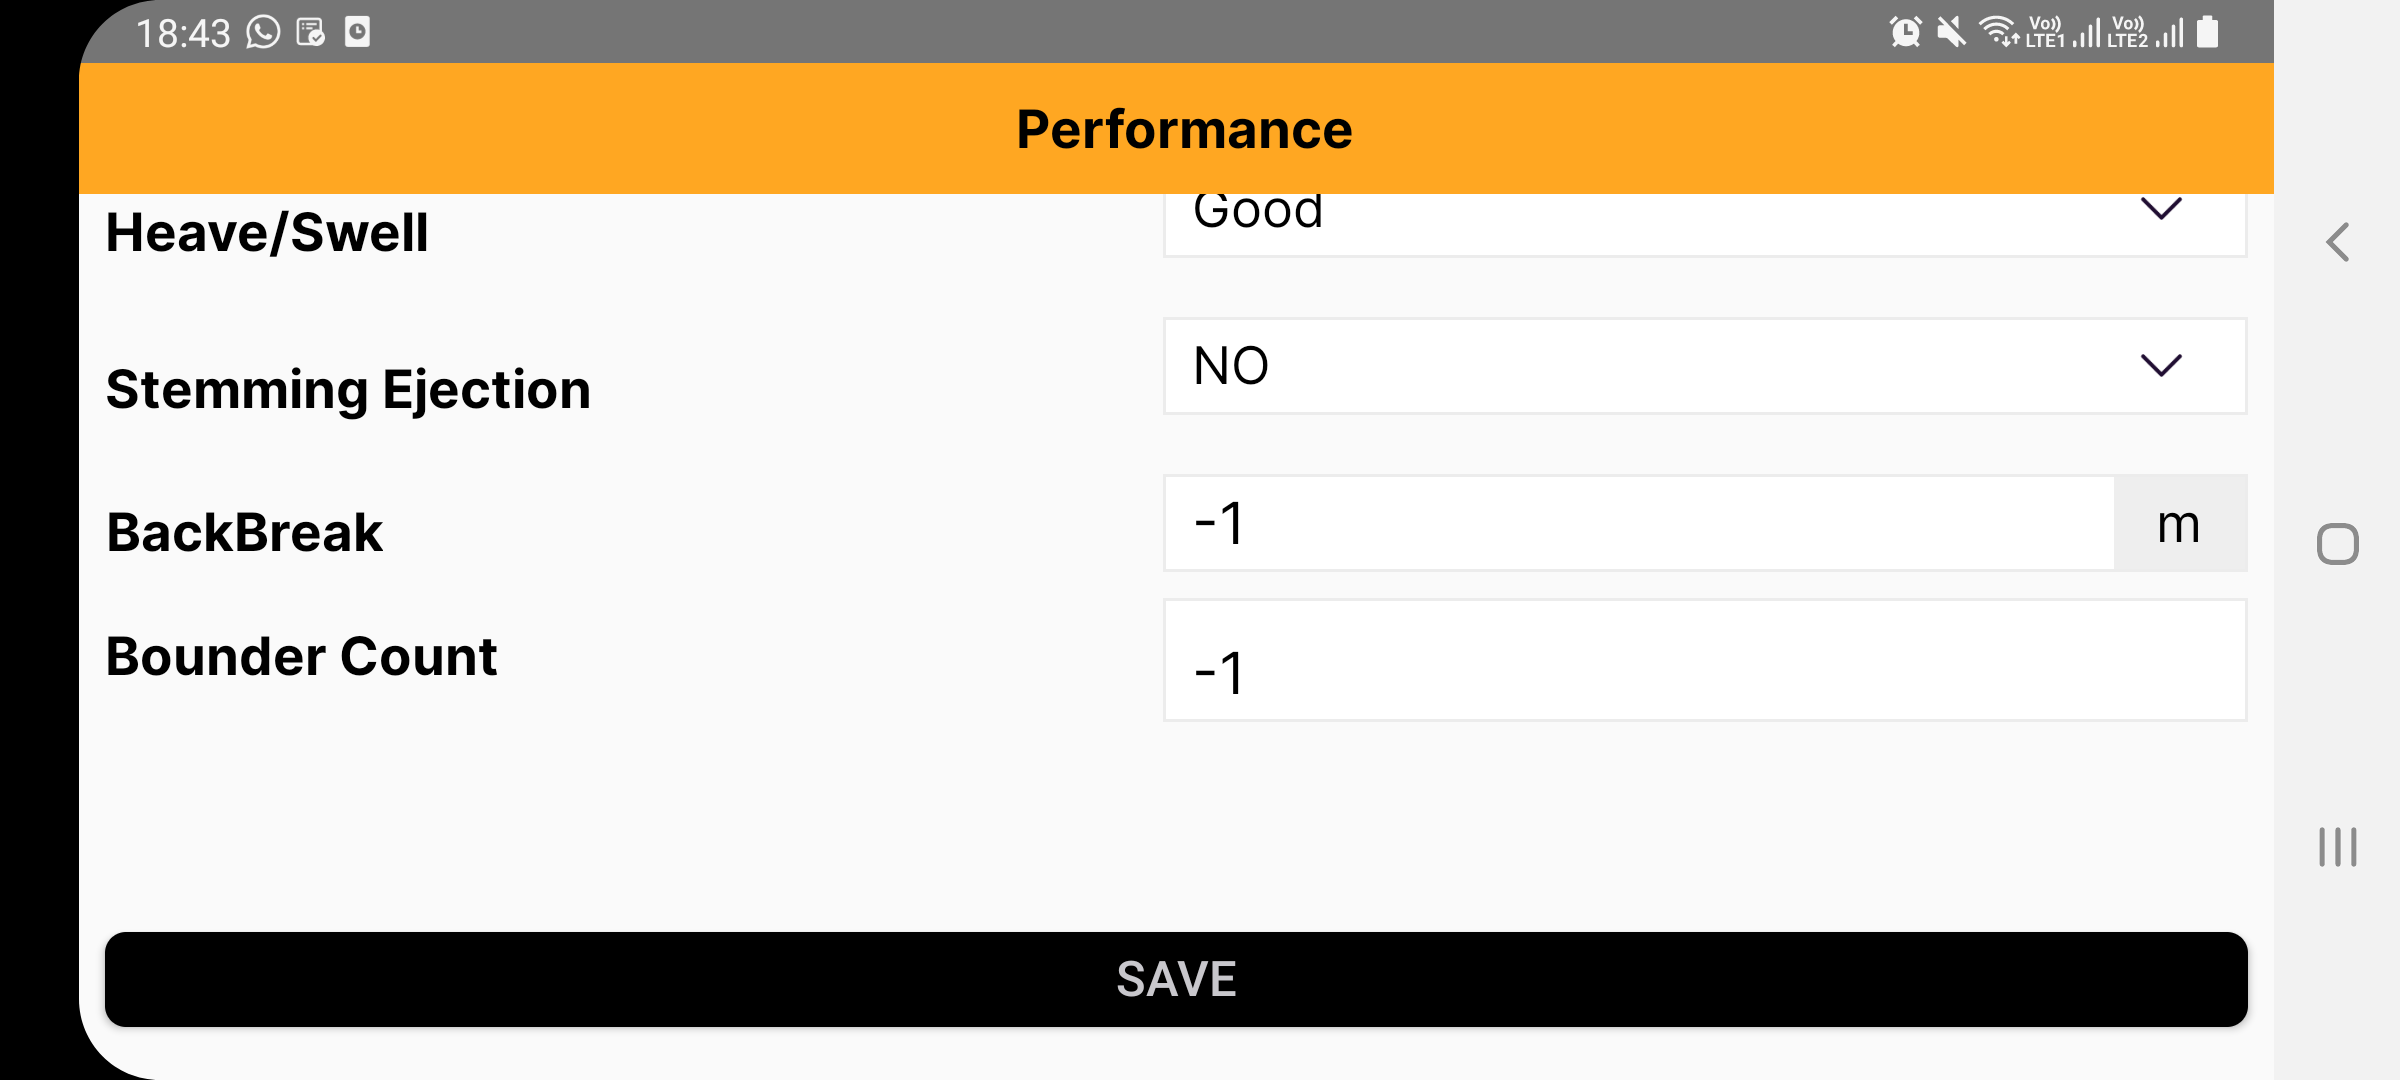 18:43 Vo)) LTE1 Vo)) LTE2
Performance
Heave/Swell Good
Stemming Ejection NO
BackBreak -1 m
Bounder Count -1
SAVE